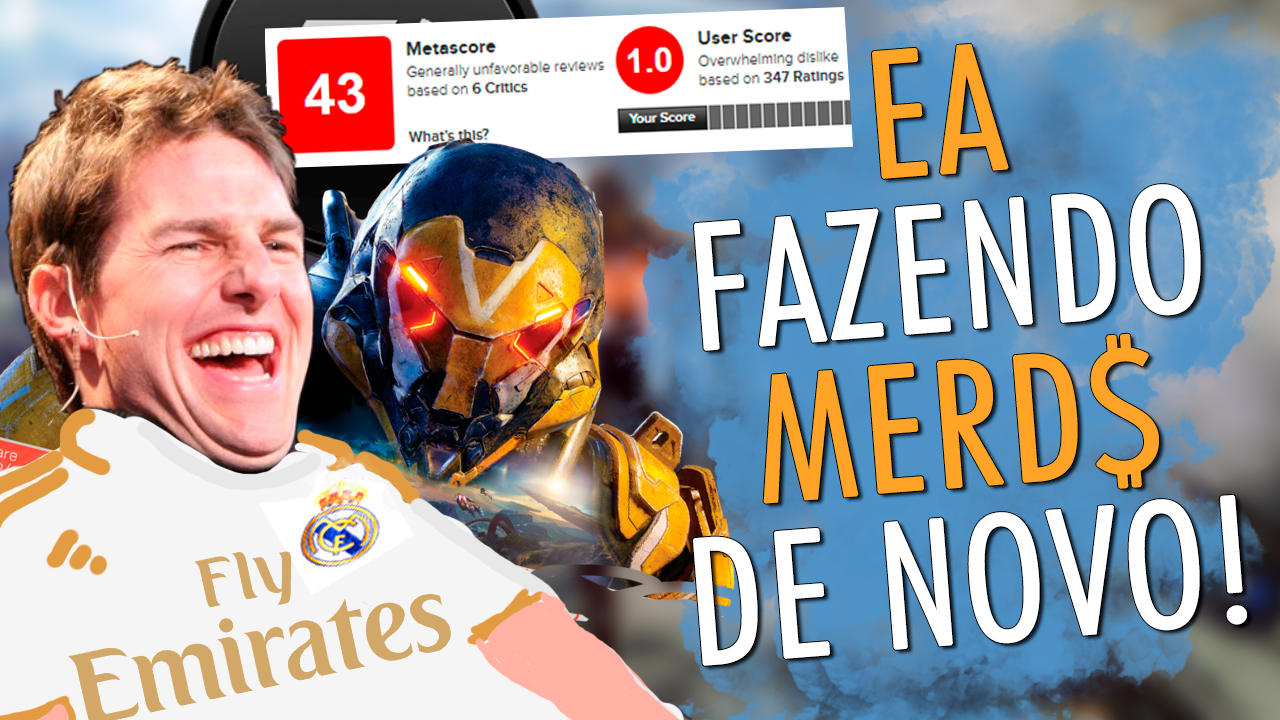 43
Metascore
Generally unfavorable reviews
based on 6 Critics
What's this?
1.0
User Score
Overwhelming dislike
based on 347 Ratings
Your Score
EA
FAZENDO
MERD$
DE NOVO!
Fly
Emirates